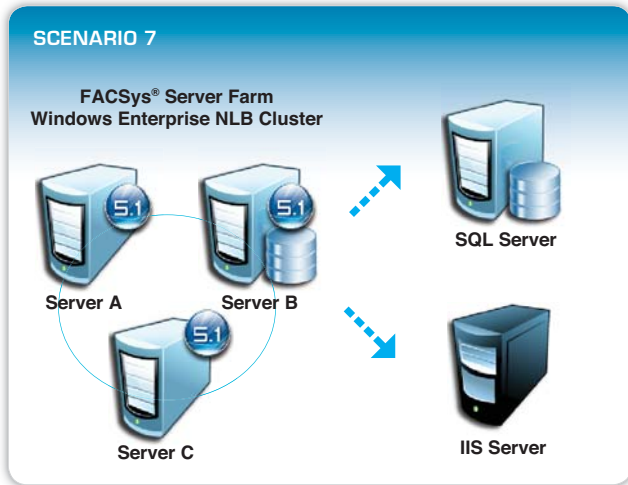 SCENARIO 7
FACSys® Server Farm
Windows Enterprise NLB Cluster
5.1
5.1
Server A
Server B
5.1
Server C
SQL Server
IIS Server